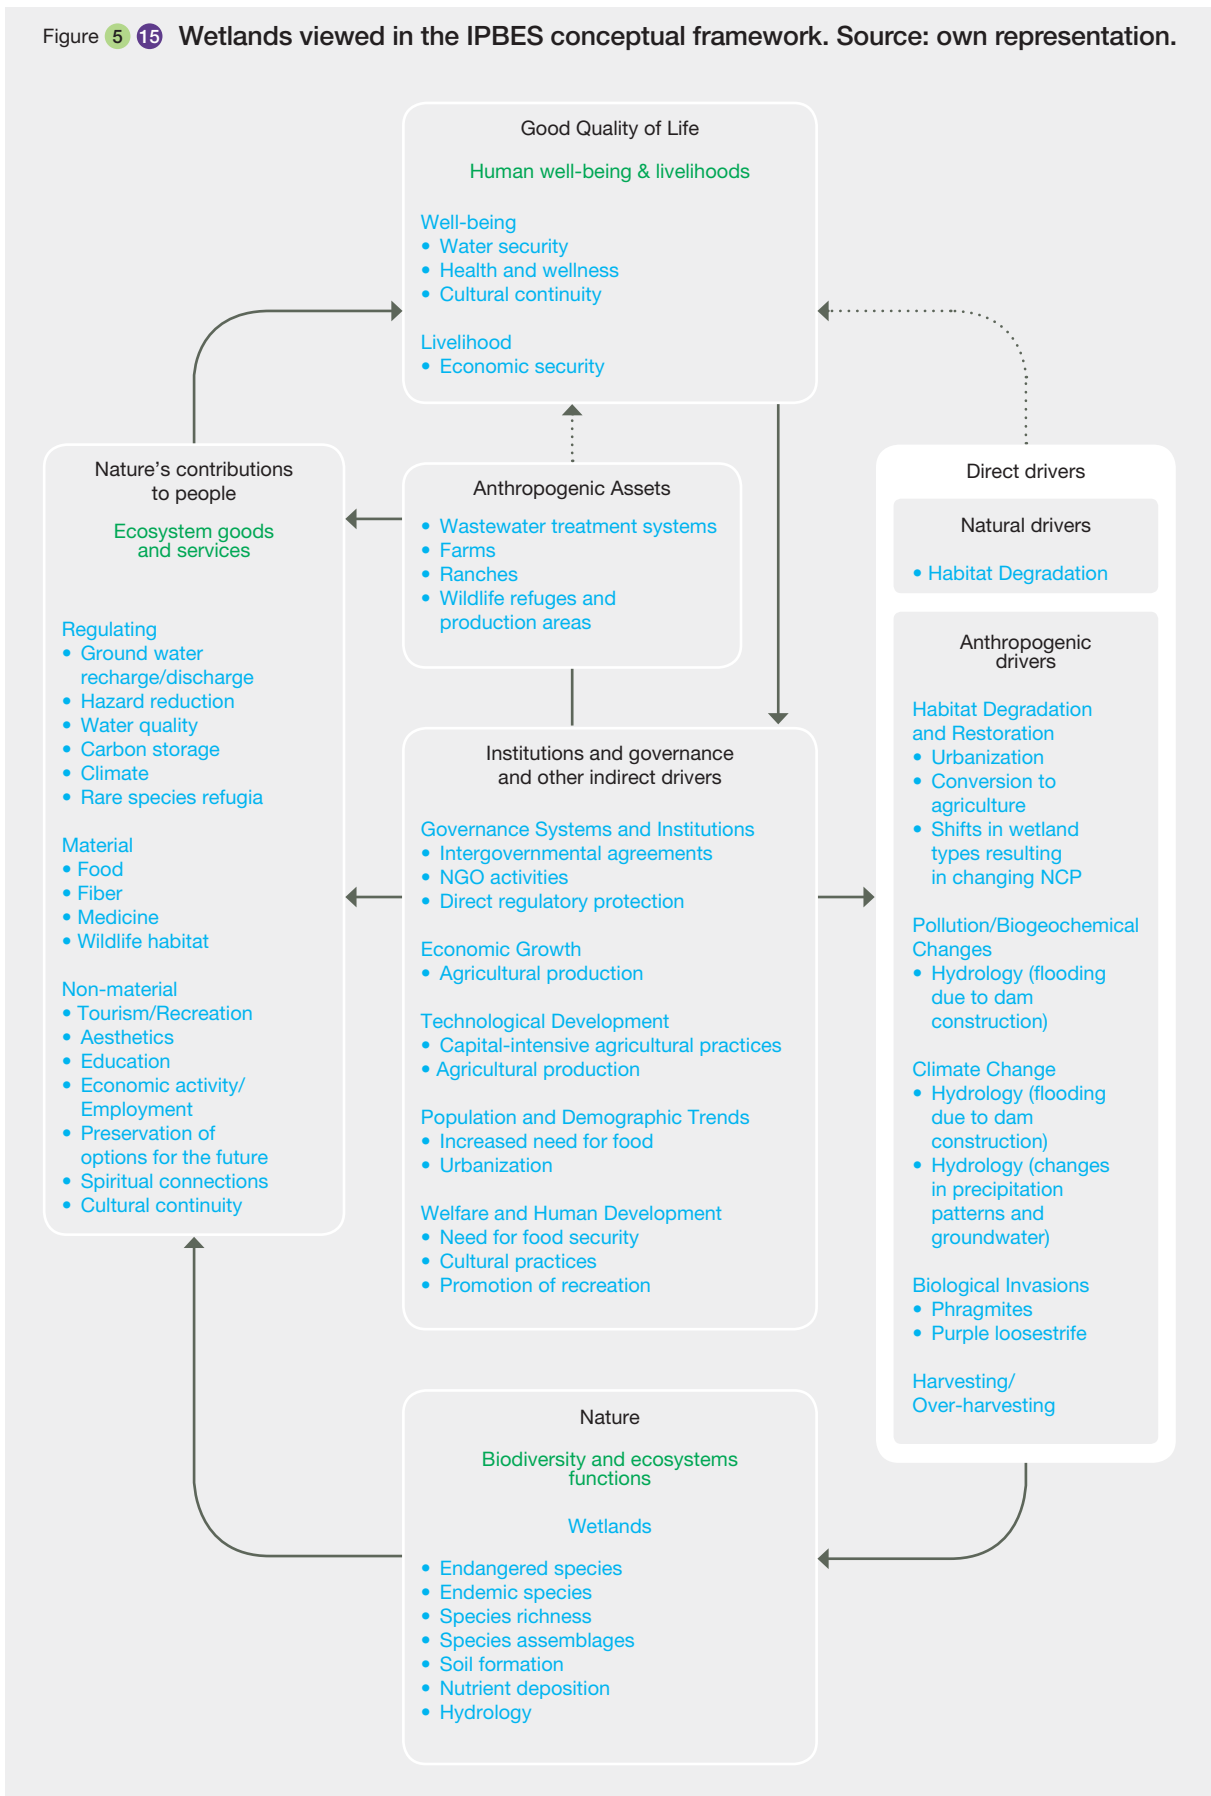 Figure 5 15 Wetlands viewed in the IPBES conceptual framework. Source: own representation.
Good Quality of Life
Human well-being & livelihoods
Well-being
• Water security
• Health and wellness
• Cultural continuity
Livelihood
• Economic security
Nature's contributions
to people
Ecosystem goods
and services
Regulating
• Ground water
recharge/discharge
• Hazard reduction
• Water quality
• Carbon storage
• Climate
• Rare species refugia
Material
• Food
• Fiber
• Medicine
• Wildlife habitat
Non-material
• Tourism/Recreation
• Aesthetics
• Education
• Economic activity/
Employment
• Preservation of
options for the future
• Spiritual connections
• Cultural continuity
Anthropogenic Assets
• Wastewater treatment systems
• Farms
• Ranches
• Wildlife refuges and
production areas
Institutions and governance
and other indirect drivers
Governance Systems and Institutions
• Intergovernmental agreements
• NGO activities
• Direct regulatory protection
Economic Growth
• Agricultural production
Technological Development
• Capital-intensive agricultural practices
• Agricultural production
Population and Demographic Trends
• Increased need for food
• Urbanization
Welfare and Human Development
• Need for food security
• Cultural practices
• Promotion of recreation
Direct drivers
Natural drivers
• Habitat Degradation
Anthropogenic
drivers
Habitat Degradation
and Restoration
• Urbanization
• Conversion to
agriculture
• Shifts in wetland
types resulting
in changing NCP
Pollution/Biogeochemical
Changes
• Hydrology (flooding
due to dam
construction)
Climate Change
• Hydrology (flooding
due to dam
construction)
• Hydrology (changes
in precipitation
patterns and
groundwater)
Biological Invasions
• Phragmites
• Purple loosestrife
Harvesting/
Over-harvesting
Nature
Biodiversity and ecosystems
functions
Wetlands
• Endangered species
• Endemic species
• Species richness
• Species assemblages
• Soil formation
• Nutrient deposition
• Hydrology